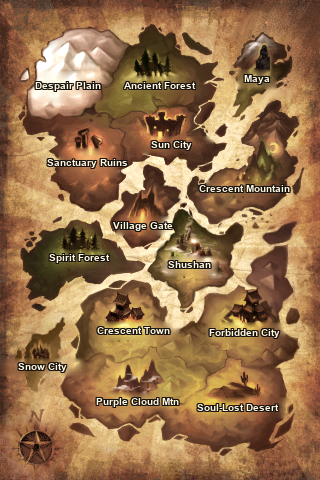 Maya
Despair Plain
Ancient Forest
Sun City
Sanctuary Ruins
Crescent Mountain
Village Gate
Spirit Forest
Shushan
Crescent Town
Forbidden City
Snow City
Purple Cloud Mtn
Soul-Lost Desert
N